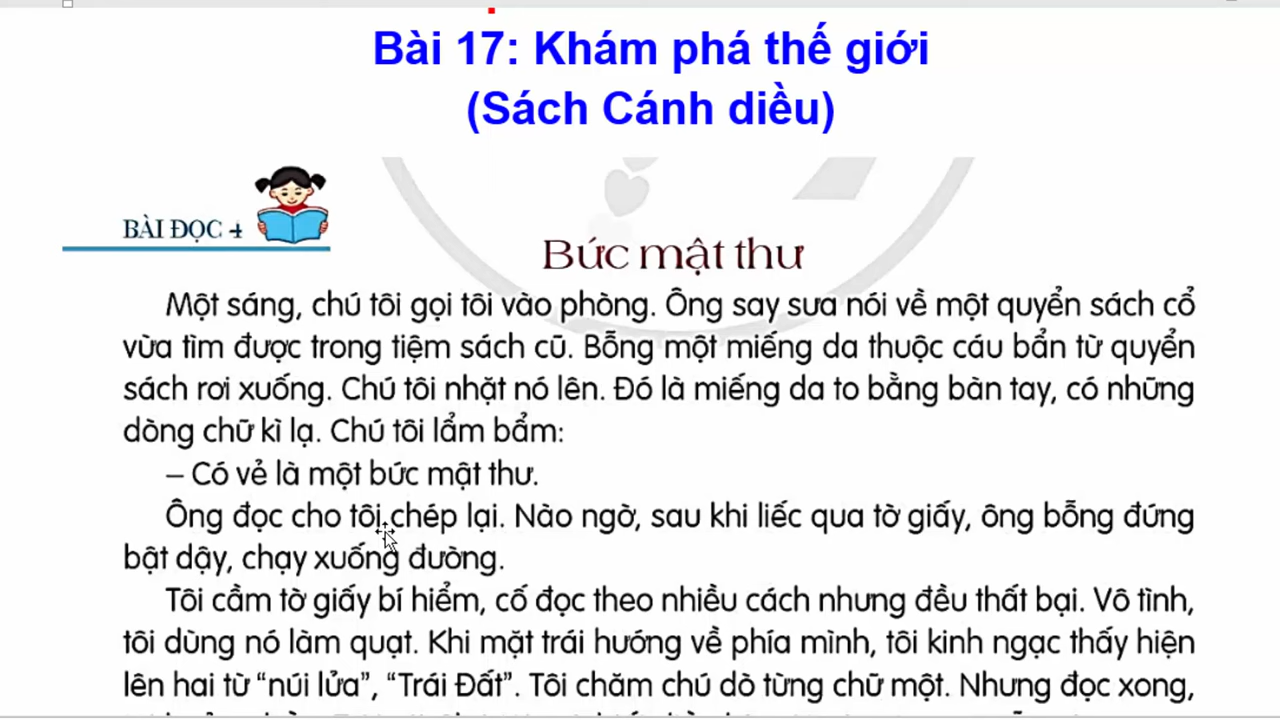 Bài 17: Khám phá thế giới
(Sách Cánh diều)
BÀI ĐỌC 4
Bức mật thư
Một sáng, chú tôi gọi tôi vào phòng. Ông say sưa nói về một quyển sách cổ
vừa tìm được trong tiệm sách cũ. Bỗng một miếng da thuộc cáu bẩn từ quyển
sách rơi xuống. Chú tôi nhặt nó lên. Đó là miếng da to bằng bàn tay, có những
dòng chữ kì lạ. Chú tôi lẩm bẩm:
– Có vẻ là một bức mật thư.
Ông đọc cho tôi chép lại. Nào ngờ, sau khi liếc qua tờ giấy, ông bỗng đứng
bật dậy, chạy xuống đường.
Tôi cầm tờ giấy bí hiểm, cố đọc theo nhiều cách nhưng đều thất bại. Vô tình,
tôi dùng nó làm quạt. Khi mặt trái hướng về phía mình, tôi kinh ngạc thấy hiện
lên hai từ “núi lửa”, “Trái Đất”. Tôi chăm chú dò từng chữ một. Nhưng đọc xong,